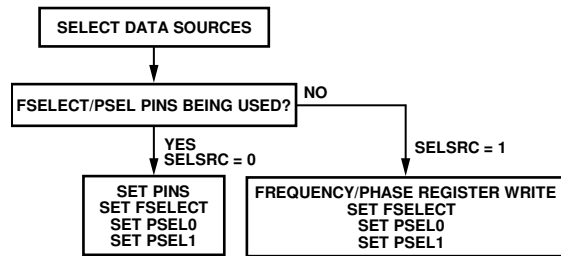 SELECT DATA SOURCES
FSELECT/PSEL PINS BEING USED?
NO
YES
SELSRC = 0
SELSRC = 1
SET PINS
SET FSELECT
SET PSEL0
SET PSEL1
FREQUENCY/PHASE REGISTER WRITE
SET FSELECT
SET PSEL0
SET PSEL1